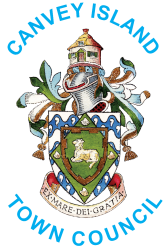 CANVEY ISLAND
EX·MARE·DEI·GRATIA
TOWN COUNCIL